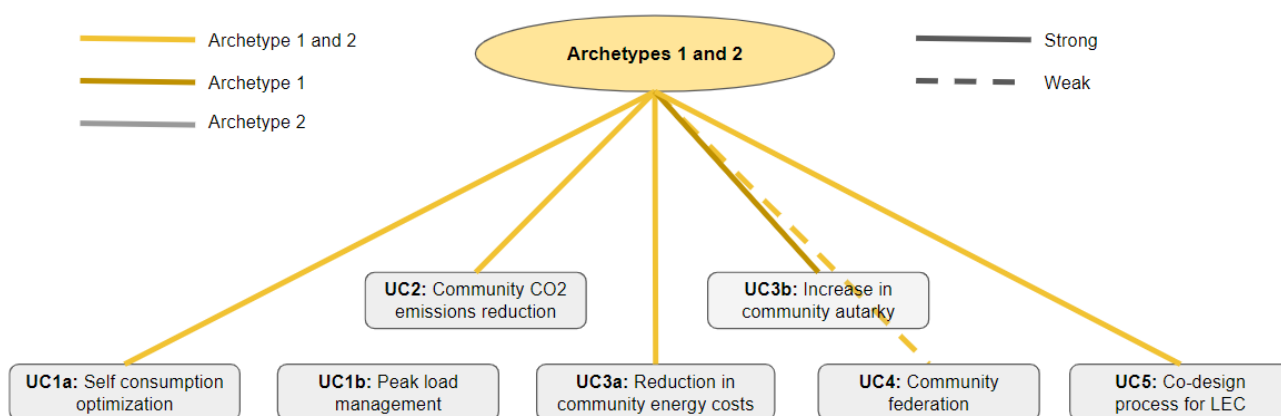 Archetype 1 and 2
Archetype 1
Archetype 2
Archetypes 1 and 2
Strong
Weak
UC2: Community CO2
emissions reduction
UC3b: Increase in
community autarky
UC1a: Self consumption
optimization
UC1b: Peak load
management
UC3a: Reduction in
community energy costs
UC4: Community
federation
UC5: Co-design
process for LEC